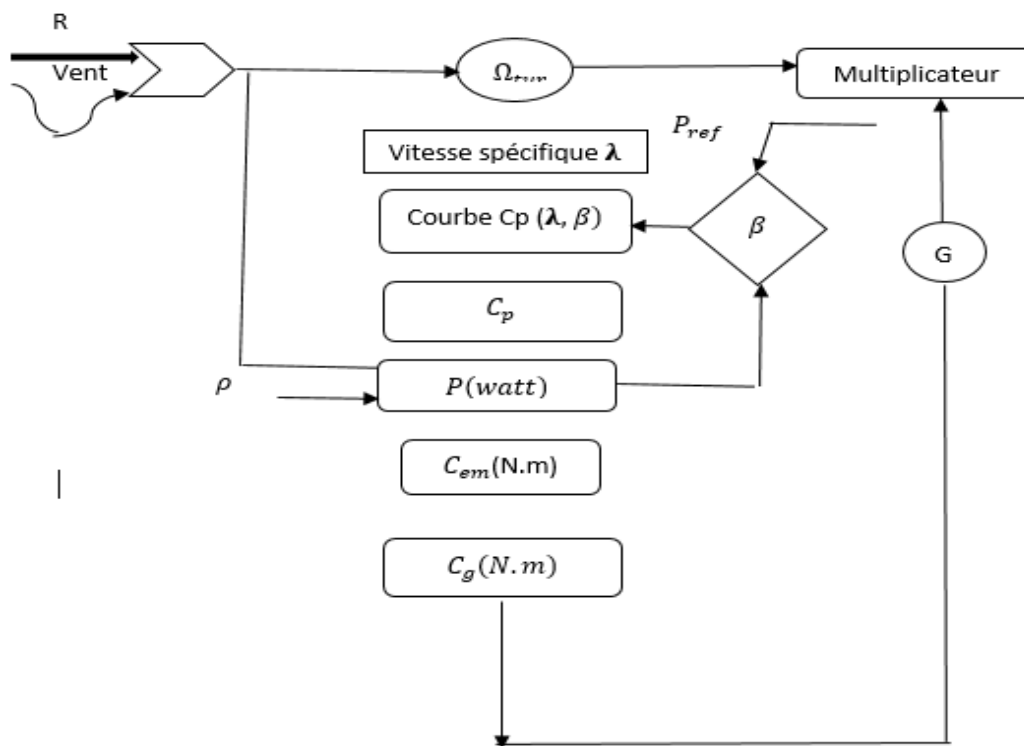 R
Vent
Ω
Multiplicateur
P_ref
Vitesse spécifique λ
Courbe Cp (λ, β)
β
G
C_p
ρ
P(watt)
C_em(N.m)
C_g(N.m)